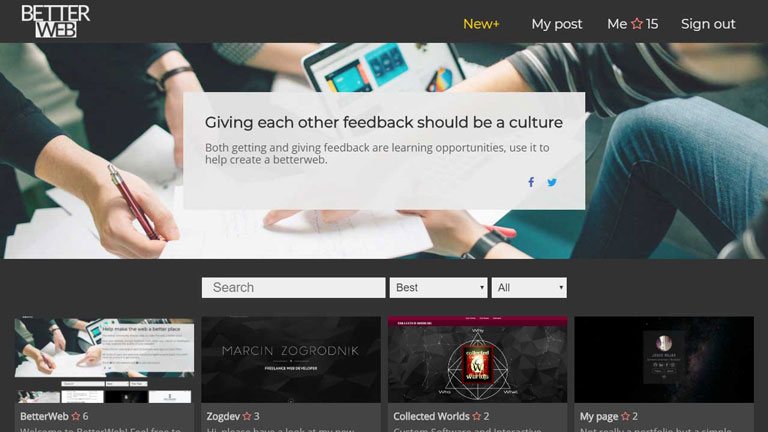 BETTER
WEB
New+
My post
Me ☆ 15
Sign out
Giving each other feedback should be a culture
Both getting and giving feedback are learning opportunities, use it to
help create a betterweb.
Search
Best
All
Help make the web a better place
MARCIN ZOGRODNIK
FREELANCE WEB DEVELOPER
Why
collected
W
worlds
Who
What
BetterWeb ☆ 6
Zogdev ☆ 3
Collected Worlds ☆ 2
My page ☆ 2
Welcome to BetterWeb! Feel free to
Hi, please have a look at my new
Custom Software and Interactive
Not really a portfolio but a simple